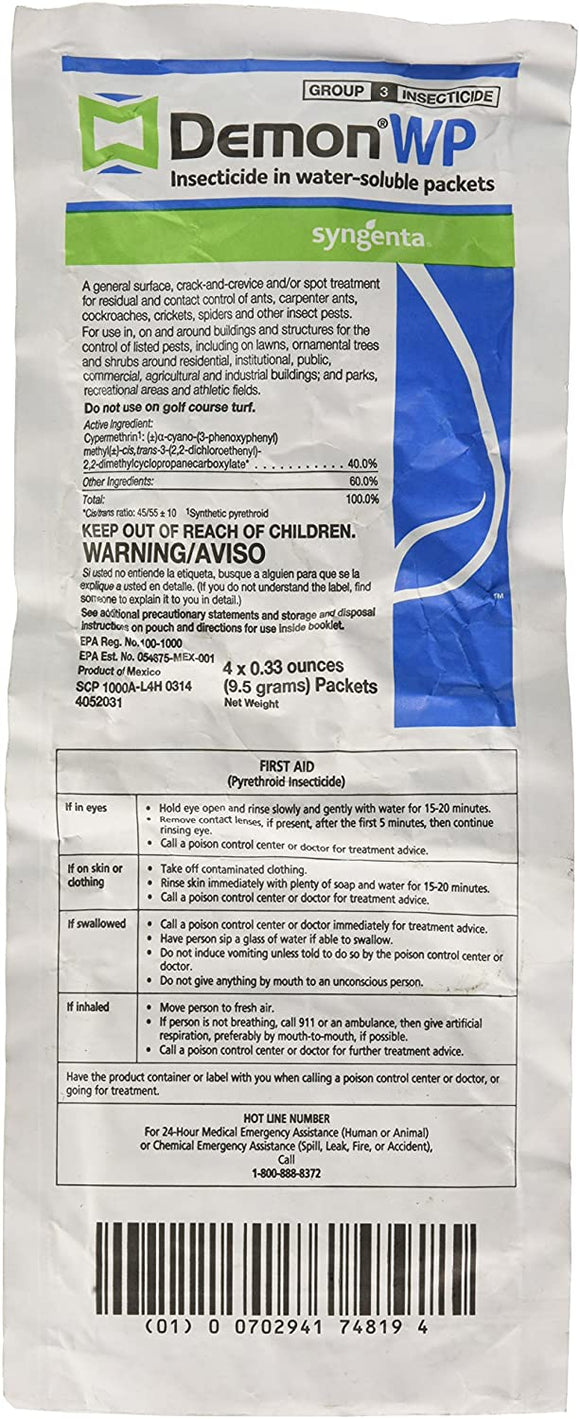 GROUP 3 INSECTICIDE
Demon® WP
Insecticide in water-soluble packets
syngenta
A general surface, crack-and-crevice and/or spot treatment
for residual and contact control of ants, carpenter ants,
cockroaches, crickets, spiders and other insect pests.
For use in, on and around buildings and structures for the
control of listed pests, including on lawns, ornamental trees
and shrubs around residential, institutional, public,
commercial, agricultural and industrial buildings; and parks,
recreational areas and athletic fields.
Do not use on golf course turf.
Active Ingredient:
Cypermethrin¹: (±)α-cyano-(3-phenoxyphenyl)
methyl(±)-cis,trans-3-(2,2-dichloroethenyl)-
2,2-dimethylcyclopropanecarboxylate* . . . . . . . . . . . 40.0%
Other Ingredients: 60.0%
Total: 100.0%
*Cis/trans ratio: 45/55 ± 10 ¹Synthetic pyrethroid
KEEP OUT OF REACH OF CHILDREN.
WARNING/AVISO
Si usted no entiende la etiqueta, busque a alguien para que se la
explique a usted en detalle. (If you do not understand the label, find
someone to explain it to you in detail.)
See additional precautionary statements and storage and disposal
instructions on pouch and directions for use inside booklet.
EPA Reg. No.100-1000
EPA Est. No. 054875-MEX-001
Product of Mexico
SCP 1000A-L4H 0314
4052031
4 x 0.33 ounces
(9.5 grams) Packets
Net Weight
TM
FIRST AID
(Pyrethroid Insecticide)
If in eyes
• Hold eye open and rinse slowly and gently with water for 15-20 minutes.
• Remove contact lenses, if present, after the first 5 minutes, then continue
rinsing eye.
• Call a poison control center or doctor for treatment advice.
If on skin or
clothing
• Take off contaminated clothing.
• Rinse skin immediately with plenty of soap and water for 15-20 minutes.
• Call a poison control center or doctor for treatment advice.
If swallowed
• Call a poison control center or doctor immediately for treatment advice.
• Have person sip a glass of water if able to swallow.
• Do not induce vomiting unless told to do so by the poison control center or
doctor.
• Do not give anything by mouth to an unconscious person.
If inhaled
• Move person to fresh air.
• If person is not breathing, call 911 or an ambulance, then give artificial
respiration, preferably by mouth-to-mouth, if possible.
• Call a poison control center or doctor for further treatment advice.
Have the product container or label with you when calling a poison control center or doctor, or
going for treatment.
HOT LINE NUMBER
For 24-Hour Medical Emergency Assistance (Human or Animal)
or Chemical Emergency Assistance (Spill, Leak, Fire, or Accident),
Call
1-800-888-8372
(01) 0 0702941 74819 4